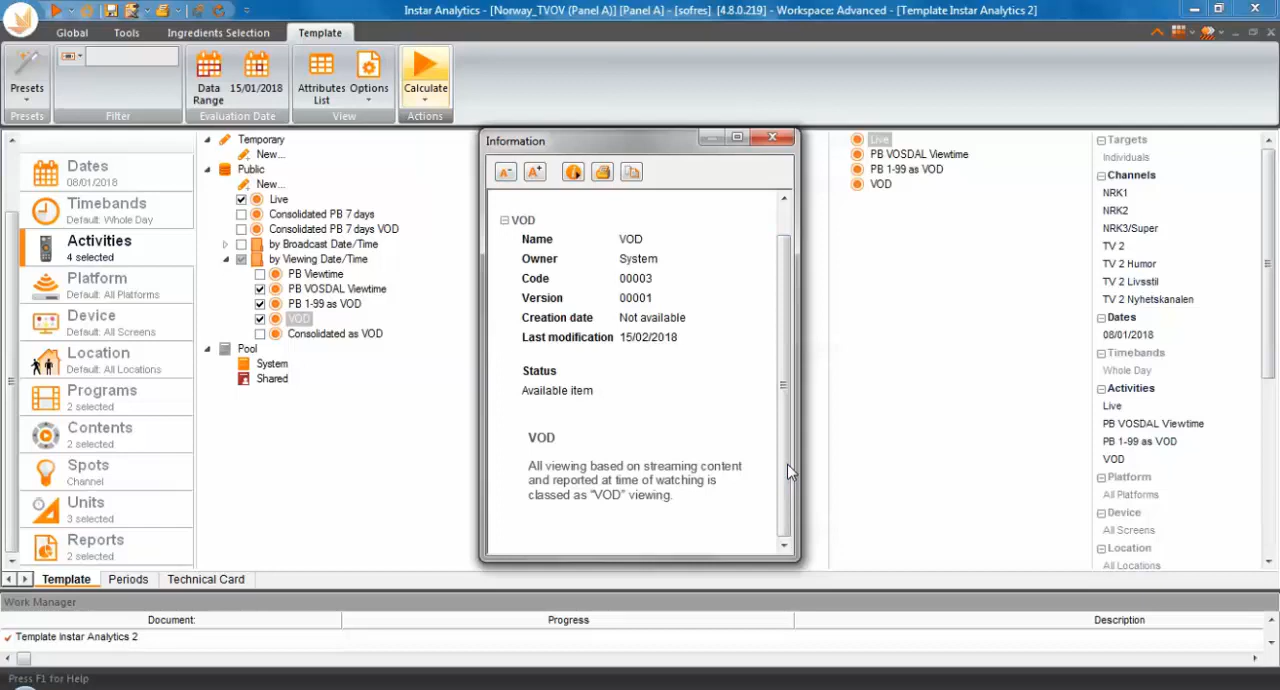 Instar Analytics - [Norway_TVOV (Panel A)] [Panel A] - [sofres] [4.8.0.219] - Workspace: Advanced - [Template Instar Analytics 2]
Global
Tools
Ingredients Selection
Template
Presets
Data Range
15/01/2018
Attributes List
Options
Calculate
Presets
Filter
Evaluation Date
View
Actions
Dates
08/01/2018
Timebands
Default: Whole Day
Activities
4 selected
Platform
Default: All Platforms
Device
Default: All Screens
Location
Default: All Locations
Programs
2 selected
Contents
2 selected
Spots
Channel
Units
3 selected
Reports
2 selected
Temporary
New...
Public
New...
Live
Consolidated PB 7 days
Consolidated PB 7 days VOD
by Broadcast Date/Time
by Viewing Date/Time
PB Viewtime
PB VOSDAL Viewtime
PB 1-99 as VOD
VOD
Consolidated as VOD
Pool
System
Shared
Information
A-
A+
VOD
Name VOD
Owner System
Code 00003
Version 00001
Creation date Not available
Last modification 15/02/2018
Status
Available item
VOD
All viewing based on streaming content
and reported at time of watching is
classed as "VOD" viewing.
Live
PB VOSDAL Viewtime
PB 1-99 as VOD
VOD
Targets
Individuals
Channels
NRK1
NRK2
NRK3/Super
TV 2
TV 2 Humor
TV 2 Livsstil
TV 2 Nyhetskanalen
Dates
08/01/2018
Timebands
Whole Day
Activities
Live
PB VOSDAL Viewtime
PB 1-99 as VOD
VOD
Platform
All Platforms
Device
All Screens
Location
All Locations
Template
Periods
Technical Card
Work Manager
Document:
Progress
Description
Template Instar Analytics 2
Press F1 for Help